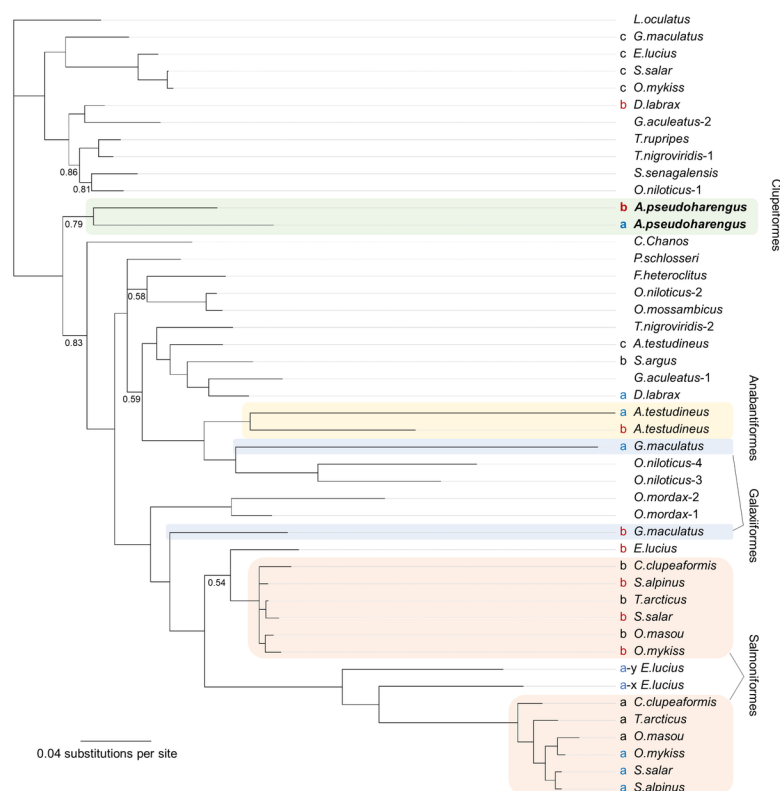 L.oculatus
c G.maculatus
c E.lucius
c S.salar
c O.mykiss
b D.labrax
G.aculeatus-2
T.rupripes
0.86
T.nigroviridis-1
S.senagalensis
0.81
O.niloticus-1
b A.pseudoharengus
0.79
a A.pseudoharengus
Clupeiformes
C.Chanos
P.schlosseri
F.heteroclitus
0.58
O.niloticus-2
O.mossambicus
T.nigroviridis-2
0.83
c A.testudineus
b S.argus
G.aculeatus-1
0.59
a D.labrax
a A.testudineus
b A.testudineus
Anabantiformes
a G.maculatus
O.niloticus-4
O.niloticus-3
O.mordax-2
O.mordax-1
b G.maculatus
Galaxiiformes
b E.lucius
b C.clupeaformis
0.54
b S.alpinus
b T.arcticus
b S.salar
b O.masou
b O.mykiss
a-y E.lucius
a-x E.lucius
Salmoniformes
a C.clupeaformis
a T.arcticus
a O.masou
a O.mykiss
a S.salar
a S.alpinus
0.04 substitutions per site